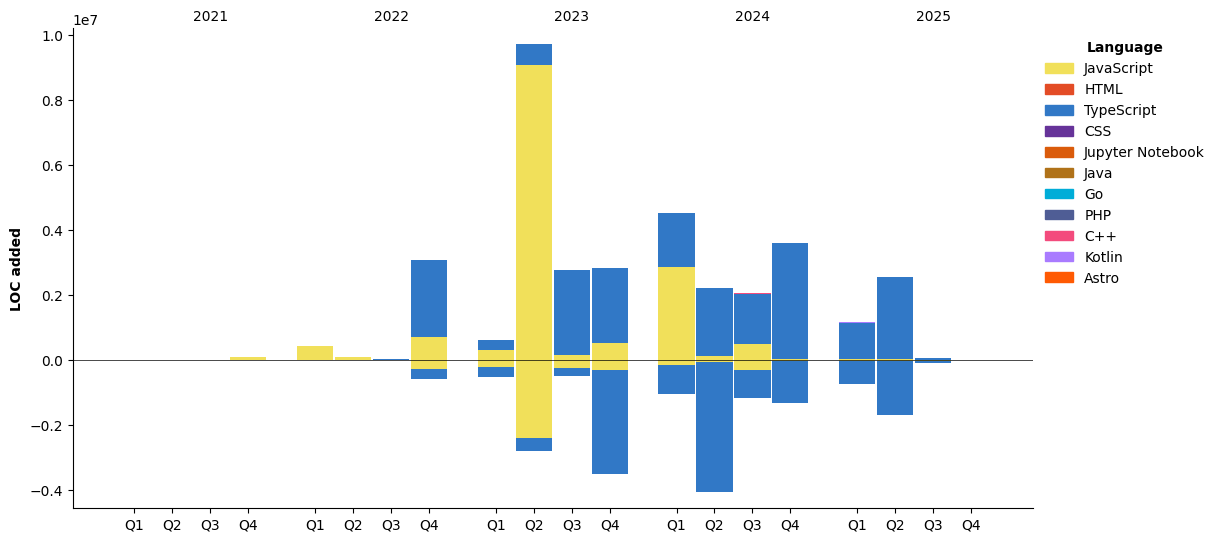 2021 2022 2023 2024 2025
1e7
1.0
0.8
0.6
0.4
0.2
0.0
−0.2
−0.4
LOC added
Q1 Q2 Q3 Q4 Q1 Q2 Q3 Q4 Q1 Q2 Q3 Q4 Q1 Q2 Q3 Q4 Q1 Q2 Q3 Q4
Language
JavaScript
HTML
TypeScript
CSS
Jupyter Notebook
Java
Go
PHP
C++
Kotlin
Astro